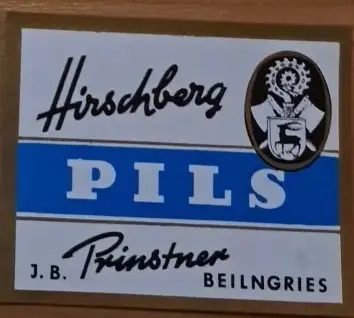 Hirschberg
PILS
J. B. Prinstner
BEILNGRIES